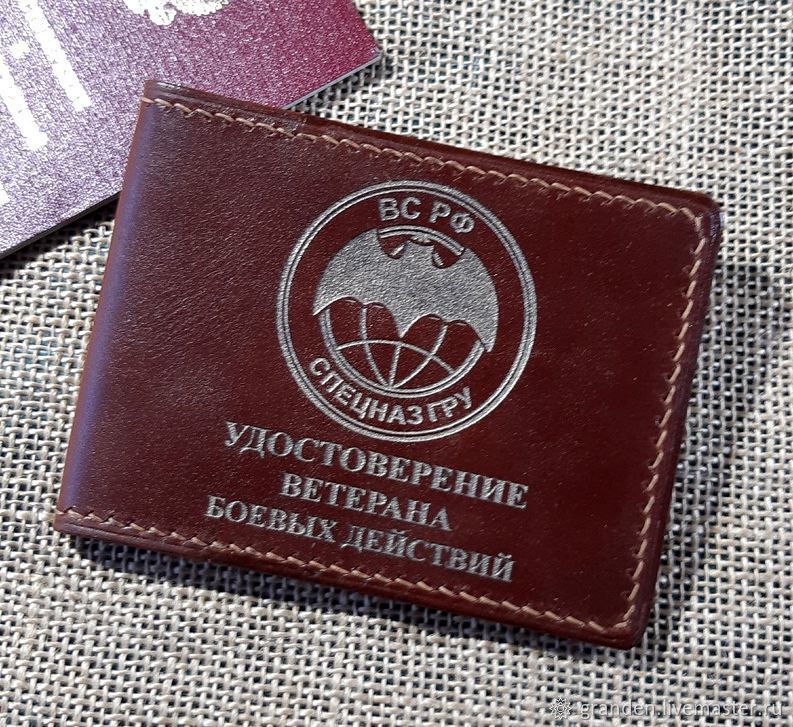 ВС РФ
СПЕЦНАЗ ГРУ
УДОСТОВЕРЕНИЕ
ВЕТЕРАНА
БОЕВЫХ ДЕЙСТВИЙ
granden.livemaster.ru